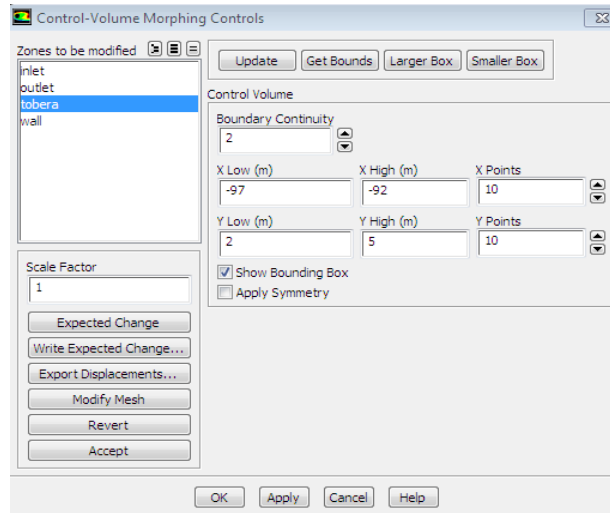 Control-Volume Morphing Controls
Zones to be modified
inlet
outlet
tobera
wall
Update Get Bounds Larger Box Smaller Box
Control Volume
Boundary Continuity
2
X Low (m) X High (m) X Points
-97 -92 10
Y Low (m) Y High (m) Y Points
2 5 10
Show Bounding Box
Apply Symmetry
Scale Factor
1
Expected Change
Write Expected Change...
Export Displacements...
Modify Mesh
Revert
Accept
OK Apply Cancel Help